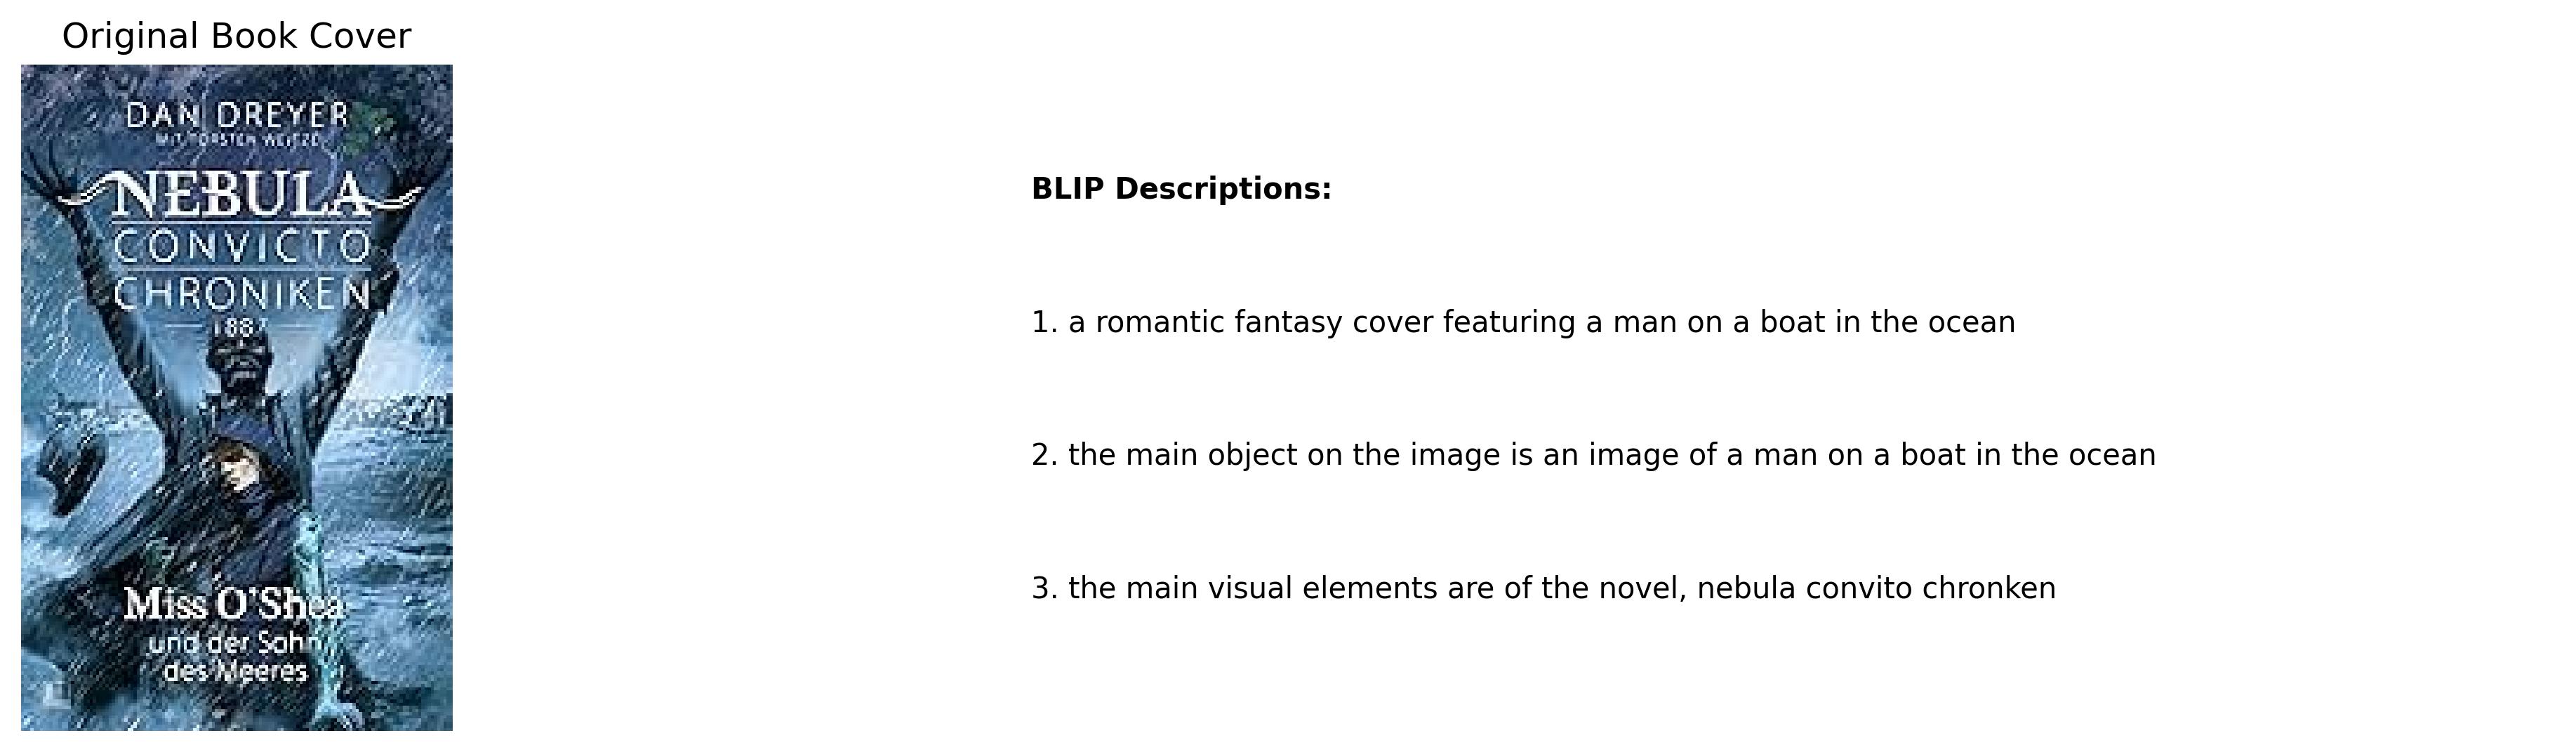 Original Book Cover
DAN DREYER
MIT TORSTEN WEITZE
NEBULA
CONVICTO
CHRONIKEN
1887
Miss O'Shea
und der Sohn
des Meeres
BLIP Descriptions:
1. a romantic fantasy cover featuring a man on a boat in the ocean
2. the main object on the image is an image of a man on a boat in the ocean
3. the main visual elements are of the novel, nebula convito chronken